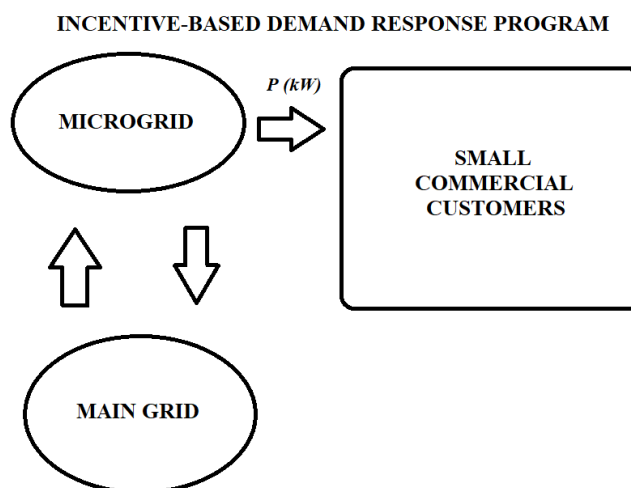 INCENTIVE-BASED DEMAND RESPONSE PROGRAM
P (kW)
MICROGRID
SMALL
COMMERCIAL
CUSTOMERS
MAIN GRID